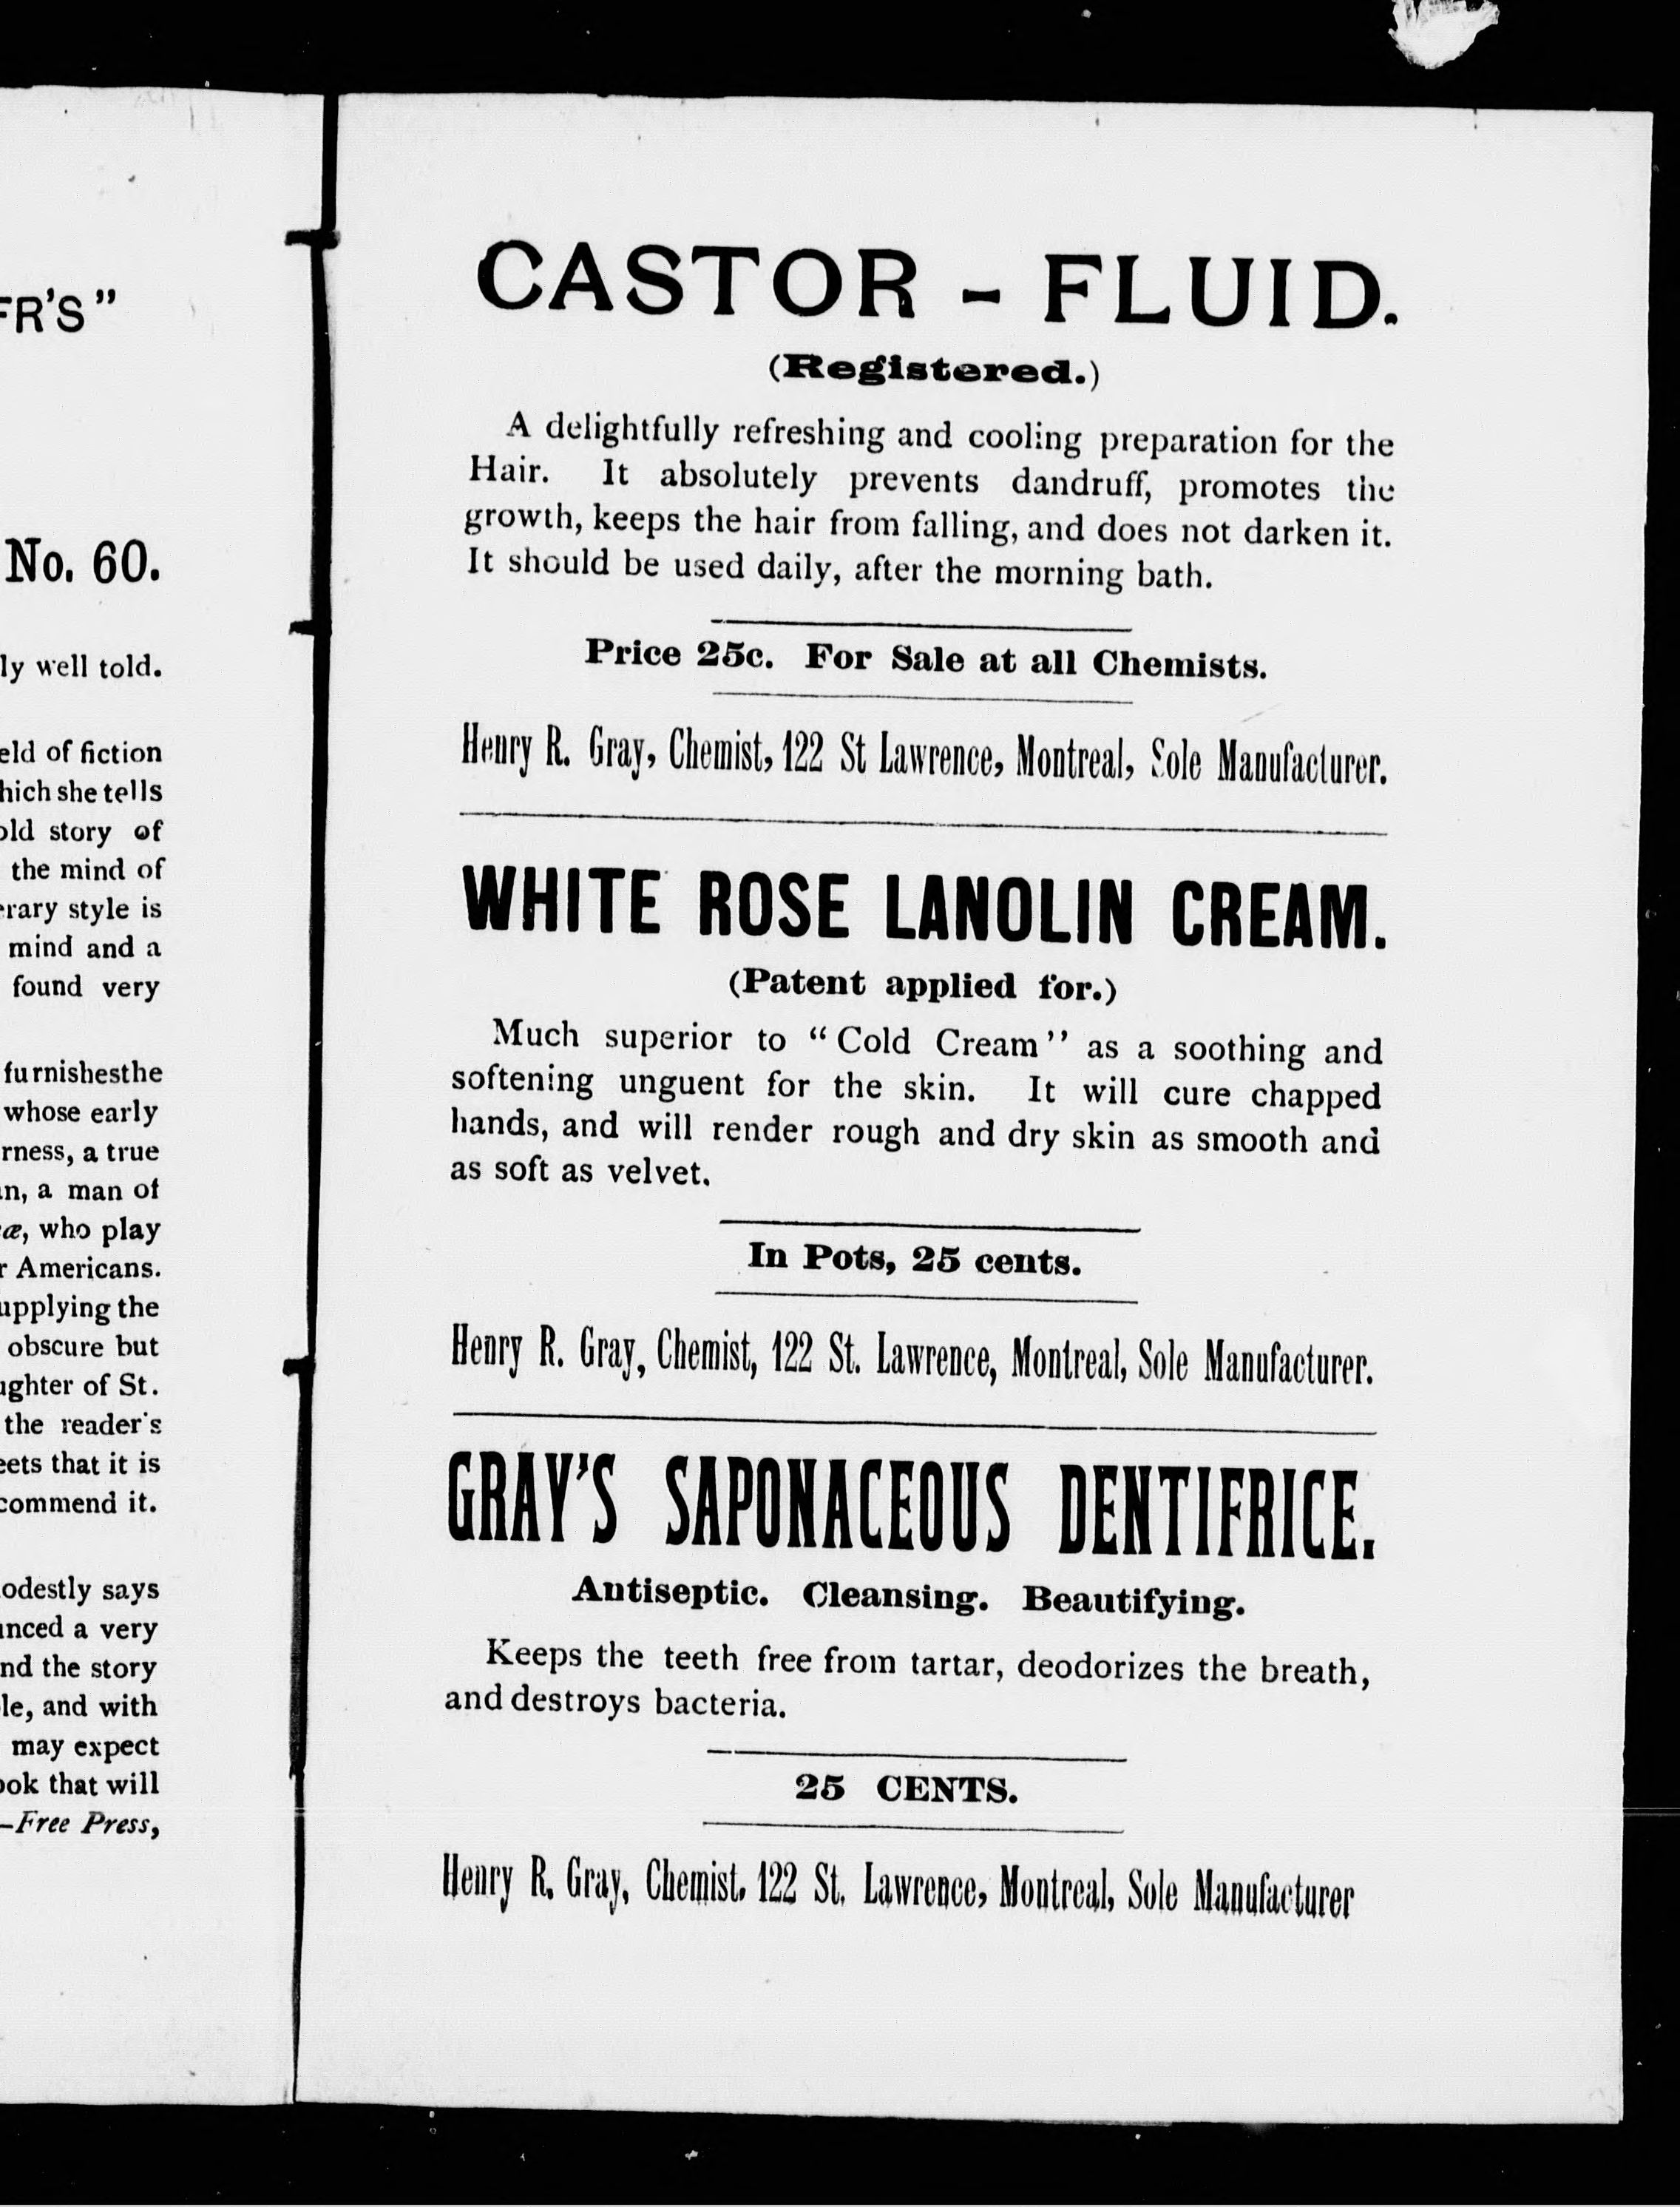 FR'S"
No. 60.
ly well told.
eld of fiction
hich she tells
old story of
the mind of
erary style is
mind and a
found very
furnishesthe
whose early
rness, a true
an, a man of
æ, who play
r Americans.
upplying the
obscure but
ughter of St.
the reader's
eets that it is
commend it.
odestly says
unced a very
nd the story
le, and with
may expect
ook that will
—Free Press,
CASTOR - FLUID.
(Registered.)
A delightfully refreshing and cooling preparation for the
Hair. It absolutely prevents dandruff, promotes the
growth, keeps the hair from falling, and does not darken it.
It should be used daily, after the morning bath.
Price 25c. For Sale at all Chemists.
Henry R. Gray, Chemist, 122 St Lawrence, Montreal, Sole Manufacturer.
WHITE ROSE LANOLIN CREAM.
(Patent applied for.)
Much superior to "Cold Cream" as a soothing and
softening unguent for the skin. It will cure chapped
hands, and will render rough and dry skin as smooth and
as soft as velvet.
In Pots, 25 cents.
Henry R. Gray, Chemist, 122 St. Lawrence, Montreal, Sole Manufacturer.
GRAY'S SAPONACEOUS DENTIFRICE.
Antiseptic. Cleansing. Beautifying.
Keeps the teeth free from tartar, deodorizes the breath,
and destroys bacteria.
25 CENTS.
Henry R. Gray, Chemist. 122 St. Lawrence, Montreal, Sole Manufacturer